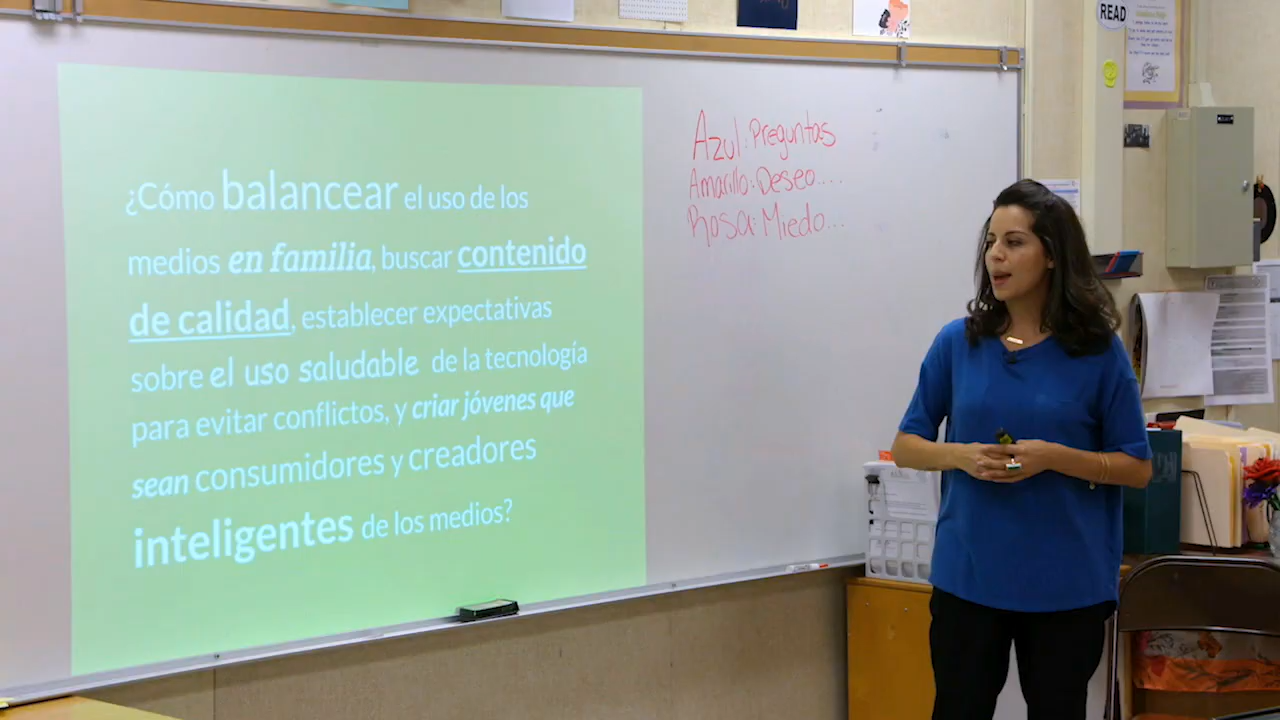 ¿Cómo balancear el uso de los
medios en familia, buscar contenido
de calidad, establecer expectativas
sobre el uso saludable de la tecnología
para evitar conflictos, y criar jóvenes que
sean consumidores y creadores
inteligentes de los medios?
Azul: Preguntas
Amarillo: Deseo....
Rosa: Miedo...
READ